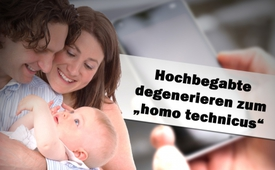 Hochbegabte
degenerieren zum
„homo technicus“